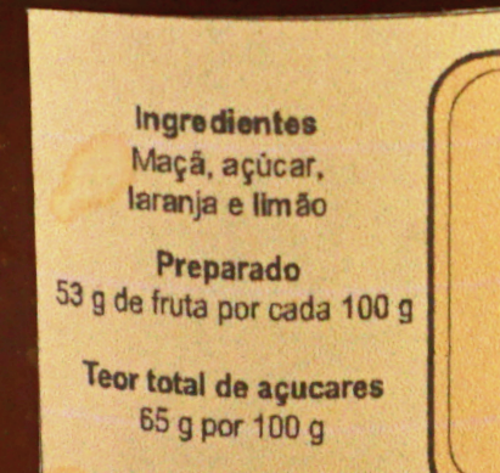 Ingredientes
Maçã, açúcar,
laranja e limão
Preparado
53 g de fruta por cada 100 g
Teor total de açucares
65 g por 100 g